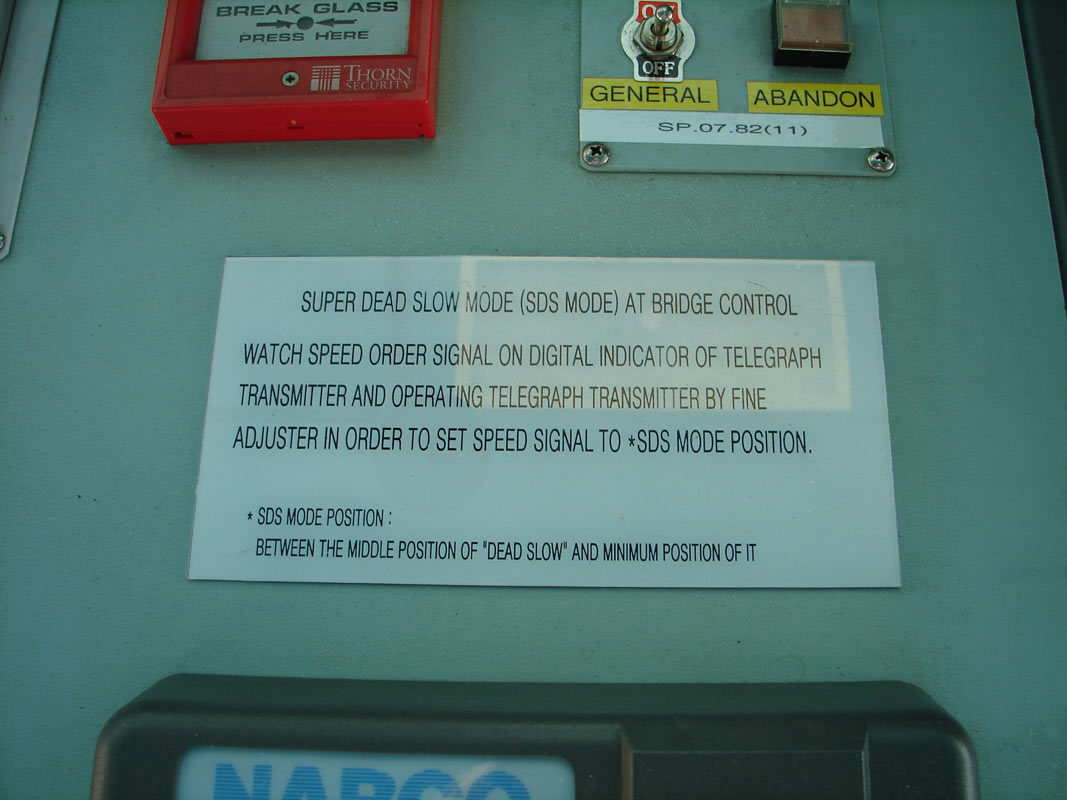 BREAK GLASS
PRESS HERE
THORN
SECURITY
ON
OFF
GENERAL
ABANDON
SP.07.82(11)
SUPER DEAD SLOW MODE (SDS MODE) AT BRIDGE CONTROL
WATCH SPEED ORDER SIGNAL ON DIGITAL INDICATOR OF TELEGRAPH
TRANSMITTER AND OPERATING TELEGRAPH TRANSMITTER BY FINE
ADJUSTER IN ORDER TO SET SPEED SIGNAL TO *SDS MODE POSITION.
* SDS MODE POSITION :
BETWEEN THE MIDDLE POSITION OF "DEAD SLOW" AND MINIMUM POSITION OF IT